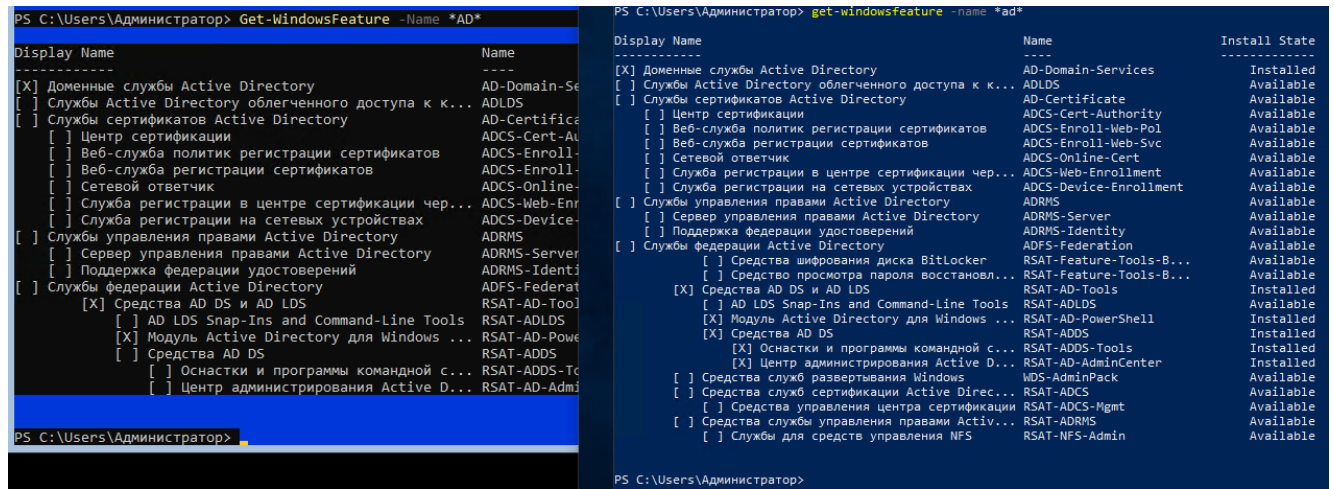 PS C:\Users\Администратор> Get-WindowsFeature -Name *AD*
Display Name Name
------------ ----
[X] Доменные службы Active Directory AD-Domain-Se
[ ] Службы Active Directory облегченного доступа к к... ADLDS
[ ] Службы сертификатов Active Directory AD-Certifica
[ ] Центр сертификации ADCS-Cert-Au
[ ] Веб-служба политик регистрации сертификатов ADCS-Enroll-
[ ] Веб-служба регистрации сертификатов ADCS-Enroll-
[ ] Сетевой ответчик ADCS-Online-
[ ] Служба регистрации в центре сертификации чер... ADCS-Web-Enr
[ ] Служба регистрации на сетевых устройствах ADCS-Device-
[ ] Службы управления правами Active Directory ADRMS
[ ] Сервер управления правами Active Directory ADRMS-Server
[ ] Поддержка федерации удостоверений ADRMS-Identi
[ ] Службы федерации Active Directory ADFS-Federat
[X] Средства AD DS и AD LDS RSAT-AD-Tool
[ ] AD LDS Snap-Ins and Command-Line Tools RSAT-ADLDS
[X] Модуль Active Directory для Windows ... RSAT-AD-Powe
[ ] Средства AD DS RSAT-ADDS
[ ] Оснастки и программы командной с... RSAT-ADDS-To
[ ] Центр администрирования Active D... RSAT-AD-Admi
PS C:\Users\Администратор>
PS C:\Users\Администратор> get-windowsfeature -name *ad*
Display Name Name Install State
------------ ---- -------------
[X] Доменные службы Active Directory AD-Domain-Services Installed
[ ] Службы Active Directory облегченного доступа к к... ADLDS Available
[ ] Службы сертификатов Active Directory AD-Certificate Available
[ ] Центр сертификации ADCS-Cert-Authority Available
[ ] Веб-служба политик регистрации сертификатов ADCS-Enroll-Web-Pol Available
[ ] Веб-служба регистрации сертификатов ADCS-Enroll-Web-Svc Available
[ ] Сетевой ответчик ADCS-Online-Cert Available
[ ] Служба регистрации в центре сертификации чер... ADCS-Web-Enrollment Available
[ ] Служба регистрации на сетевых устройствах ADCS-Device-Enrollment Available
[ ] Службы управления правами Active Directory ADRMS Available
[ ] Сервер управления правами Active Directory ADRMS-Server Available
[ ] Поддержка федерации удостоверений ADRMS-Identity Available
[ ] Службы федерации Active Directory ADFS-Federation Available
[ ] Средства шифрования диска BitLocker RSAT-Feature-Tools-B... Available
[ ] Средство просмотра пароля восстановл... RSAT-Feature-Tools-B... Available
[X] Средства AD DS и AD LDS RSAT-AD-Tools Installed
[ ] AD LDS Snap-Ins and Command-Line Tools RSAT-ADLDS Available
[X] Модуль Active Directory для Windows ... RSAT-AD-PowerShell Installed
[X] Средства AD DS RSAT-ADDS Installed
[X] Оснастки и программы командной с... RSAT-ADDS-Tools Installed
[X] Центр администрирования Active D... RSAT-AD-AdminCenter Installed
[ ] Средства служб развертывания Windows WDS-AdminPack Available
[ ] Средства служб сертификации Active Direc... RSAT-ADCS Available
[ ] Средства управления центра сертификации RSAT-ADCS-Mgmt Available
[ ] Средства службы управления правами Activ... RSAT-ADRMS Available
[ ] Службы для средств управления NFS RSAT-NFS-Admin Available
PS C:\Users\Администратор>